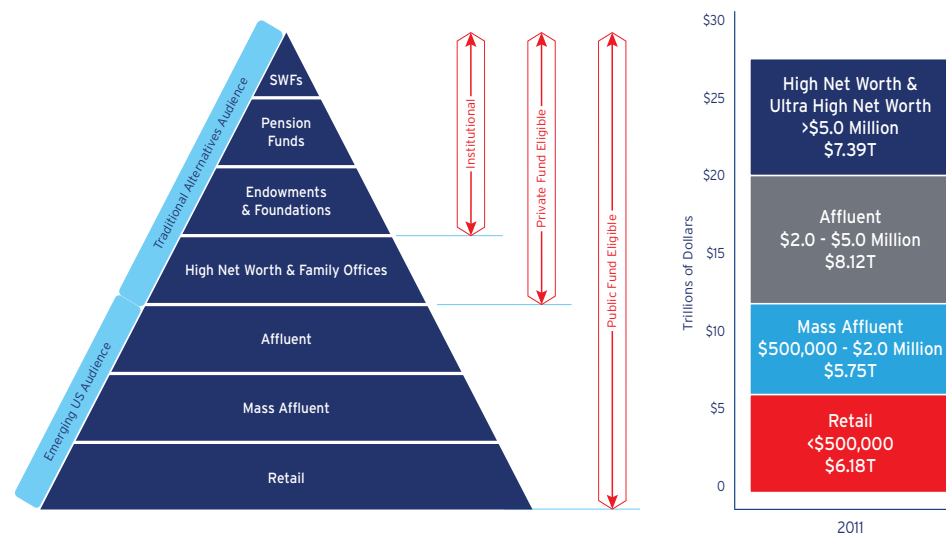 Traditional Alternatives Audience
Emerging US Audience
SWFs
Pension
Funds
Endowments
& Foundations
High Net Worth & Family Offices
Affluent
Mass Affluent
Retail
Institutional
Private Fund Eligible
Public Fund Eligible
Trillions of Dollars
$30
$25
$20
$15
$10
$5
0
High Net Worth &
Ultra High Net Worth
>$5.0 Million
$7.39T
Affluent
$2.0 - $5.0 Million
$8.12T
Mass Affluent
$500,000 - $2.0 Million
$5.75T
Retail
<$500,000
$6.18T
2011